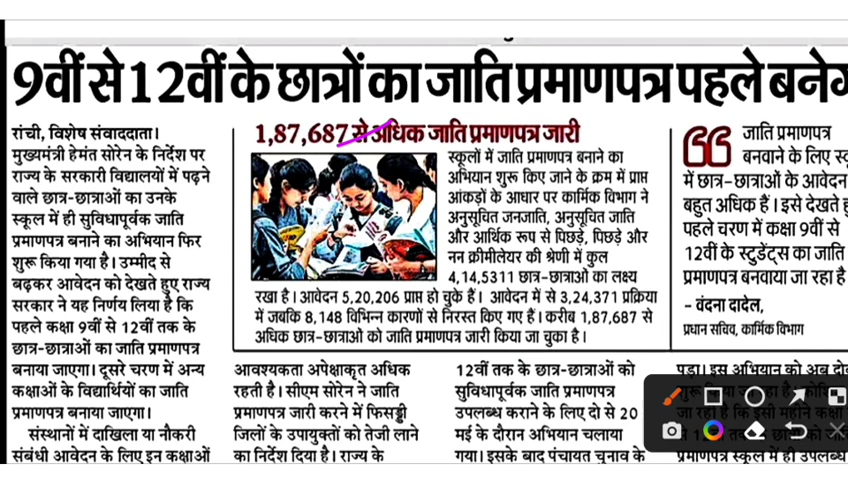 9वीं से 12वीं के छात्रों का जाति प्रमाणपत्र पहले
रांची, विशेष संवाददाता।
मुख्यमंत्री हेमंत सोरेन के निर्देश पर
राज्य के सरकारी विद्यालयों में पढ़ने
वाले छात्र-छात्राओं का उनके
स्कूल में ही सुविधापूर्वक जाति
प्रमाणपत्र बनाने का अभियान फिर
शुरू किया गया है। उम्मीद से
बढ़कर आवेदन को देखते हुए राज्य
सरकार ने यह निर्णय लिया है कि
पहले कक्षा 9वीं से 12वीं तक के
छात्र-छात्राओं का जाति प्रमाणपत्र
बनाया जाएगा। दूसरे चरण में अन्य
कक्षाओं के विद्यार्थियों का जाति
प्रमाणपत्र बनाया जाएगा।
संस्थानों में दाखिला या नौकरी
संबंधी आवेदन के लिए इन कक्षाओं
1,87,687 से अधिक जाति प्रमाणपत्र जारी
स्कूलों में जाति प्रमाणपत्र बनाने का
अभियान शुरू किए जाने के क्रम में प्राप्त
आंकड़ों के आधार पर कार्मिक विभाग ने
अनुसूचित जनजाति, अनुसूचित जाति
और आर्थिक रूप से पिछड़े, पिछड़े और
नन क्रीमीलेयर की श्रेणी में कुल
4,14,5311 छात्र-छात्राओं का लक्ष्य
रखा है। आवेदन 5,20,206 प्राप्त हो चुके हैं। आवेदन में से 3,24,371 प्रक्रिया
में जबकि 8,148 विभिन्न कारणों से निरस्त किए गए हैं। करीब 1,87,687 से
अधिक छात्र-छात्राओं को जाति प्रमाणपत्र जारी किया जा चुका है।
आवश्यकता अपेक्षाकृत अधिक
रहती है। सीएम सोरेन ने जाति
प्रमाणपत्र जारी करने में फिसड्डी
जिलों के उपायुक्तों को तेजी लाने
का निर्देश दिया है। राज्य के
12वीं तक के छात्र-छात्राओं को
सुविधापूर्वक जाति प्रमाणपत्र
उपलब्ध कराने के लिए दो से 20
मई के दौरान अभियान चलाया
गया। इसके बाद पंचायत चुनाव के
जाति प्रमाणपत्र
बनवाने के लिए
में छात्र-छात्राओं के आवेदन
बहुत अधिक हैं। इसे देखते
पहले चरण में कक्षा 9वीं से
12वीं के स्टूडेंट्स का जाति
प्रमाणपत्र बनवाया जा रहा है
- वंदना दादेल,
प्रधान सचिव, कार्मिक विभाग
पड़ा। इस अभियान को अब
प्रमाणपत्र स्कूल में ही उपलब्ध